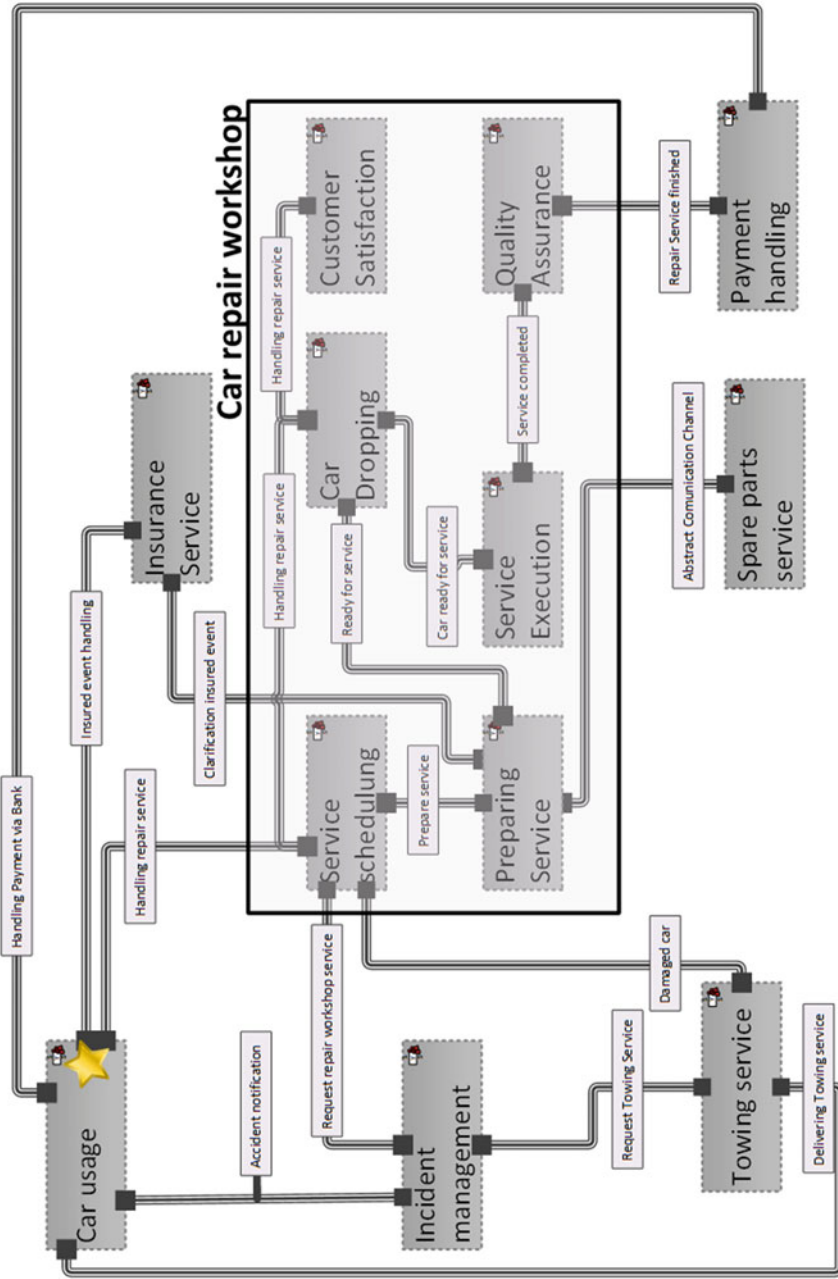 Handling Payment via Bank
Car usage
Insured event handling
Handling repair service
Accident notification
Insurance
Service
Clarification insured event
Car repair workshop
Request repair workshop service
Incident
management
Service
schedulung
Handling repair service
Handling repair service
Car
Dropping
Customer
Satisfaction
Ready for service
Prepare service
Car ready for service
Preparing
Service
Service
Execution
Service completed
Quality
Assurance
Damaged car
Request Towing Service
Towing service
Delivering Towing service
Abstract Comunication Channel
Spare parts
service
Repair Service finished
Payment
handling